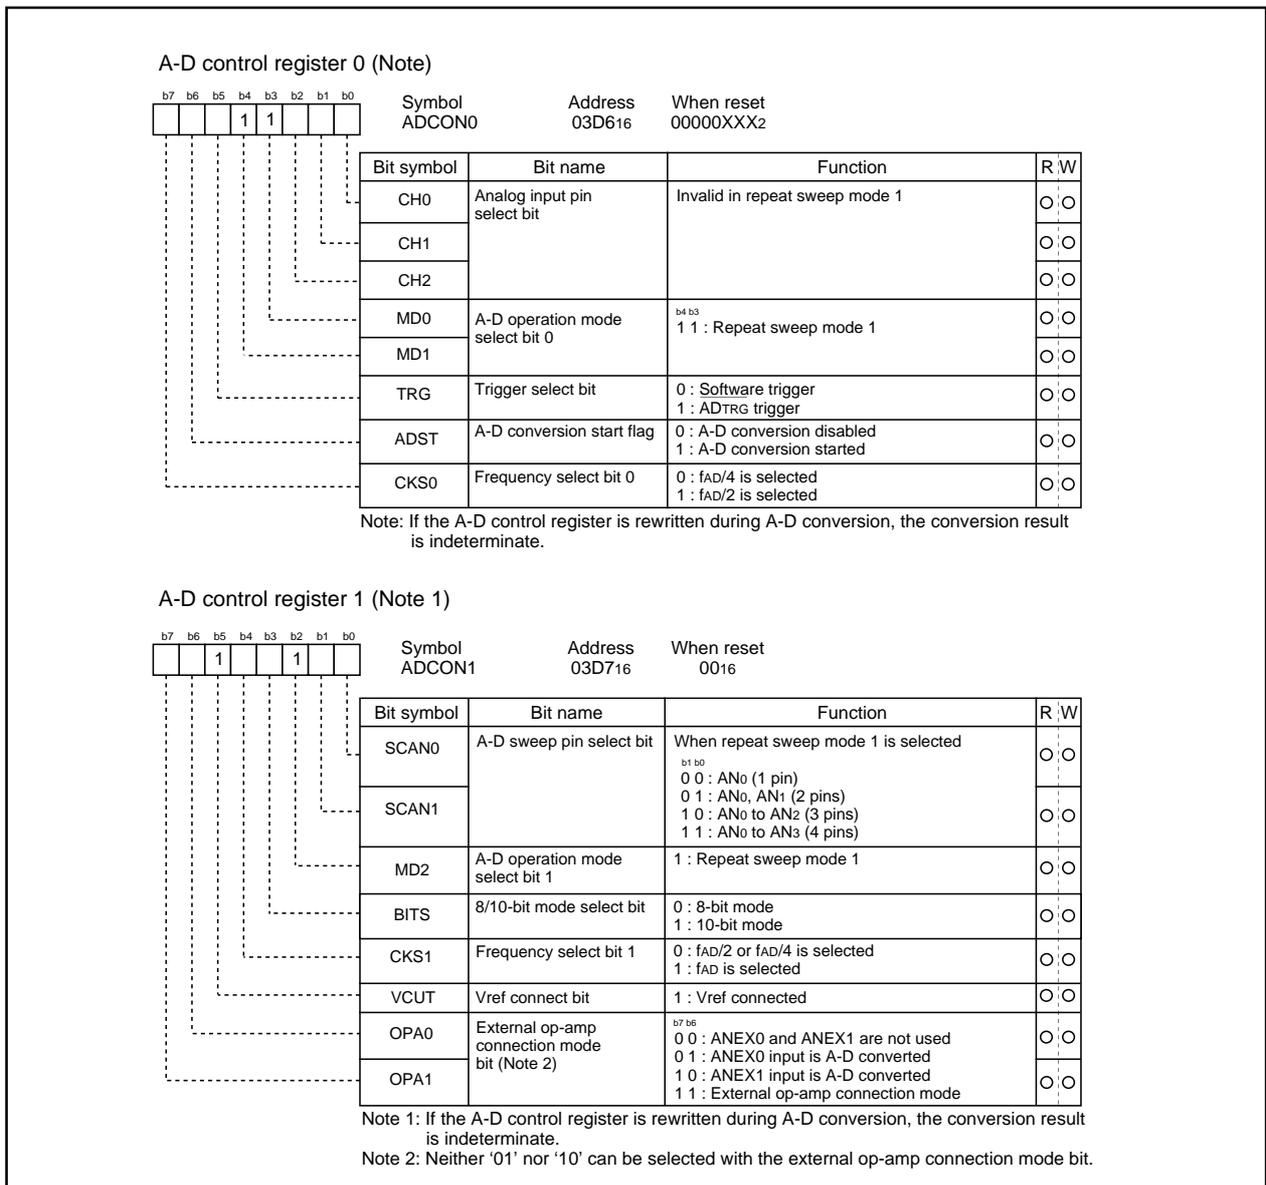 A-D control register 0 (Note)
b7 b6 b5 b4 b3 b2 b1 b0
1 1
Symbol Address When reset
ADCON0 03D616 00000XXX2
Bit symbol Bit name Function R W
CH0 Analog input pin select bit Invalid in repeat sweep mode 1
CH1
CH2
MD0 A-D operation mode select bit 0 b4 b3
1 1 : Repeat sweep mode 1
MD1
TRG Trigger select bit 0 : Software trigger
1 : ADTRG trigger
ADST A-D conversion start flag 0 : A-D conversion disabled
1 : A-D conversion started
CKS0 Frequency select bit 0 0 : fAD/4 is selected
1 : fAD/2 is selected
Note: If the A-D control register is rewritten during A-D conversion, the conversion result
is indeterminate.
A-D control register 1 (Note 1)
b7 b6 b5 b4 b3 b2 b1 b0
1 1
Symbol Address When reset
ADCON1 03D716 0016
Bit symbol Bit name Function R W
SCAN0 A-D sweep pin select bit When repeat sweep mode 1 is selected
b1 b0
0 0 : AN0 (1 pin)
0 1 : AN0, AN1 (2 pins)
SCAN1 1 0 : AN0 to AN2 (3 pins)
1 1 : AN0 to AN3 (4 pins)
MD2 A-D operation mode select bit 1 1 : Repeat sweep mode 1
BITS 8/10-bit mode select bit 0 : 8-bit mode
1 : 10-bit mode
CKS1 Frequency select bit 1 0 : fAD/2 or fAD/4 is selected
1 : fAD is selected
VCUT Vref connect bit 1 : Vref connected
OPA0 External op-amp connection mode bit (Note 2) b7 b6
0 0 : ANEX0 and ANEX1 are not used
0 1 : ANEX0 input is A-D converted
OPA1 1 0 : ANEX1 input is A-D converted
1 1 : External op-amp connection mode
Note 1: If the A-D control register is rewritten during A-D conversion, the conversion result
is indeterminate.
Note 2: Neither ‘01’ nor ‘10’ can be selected with the external op-amp connection mode bit.